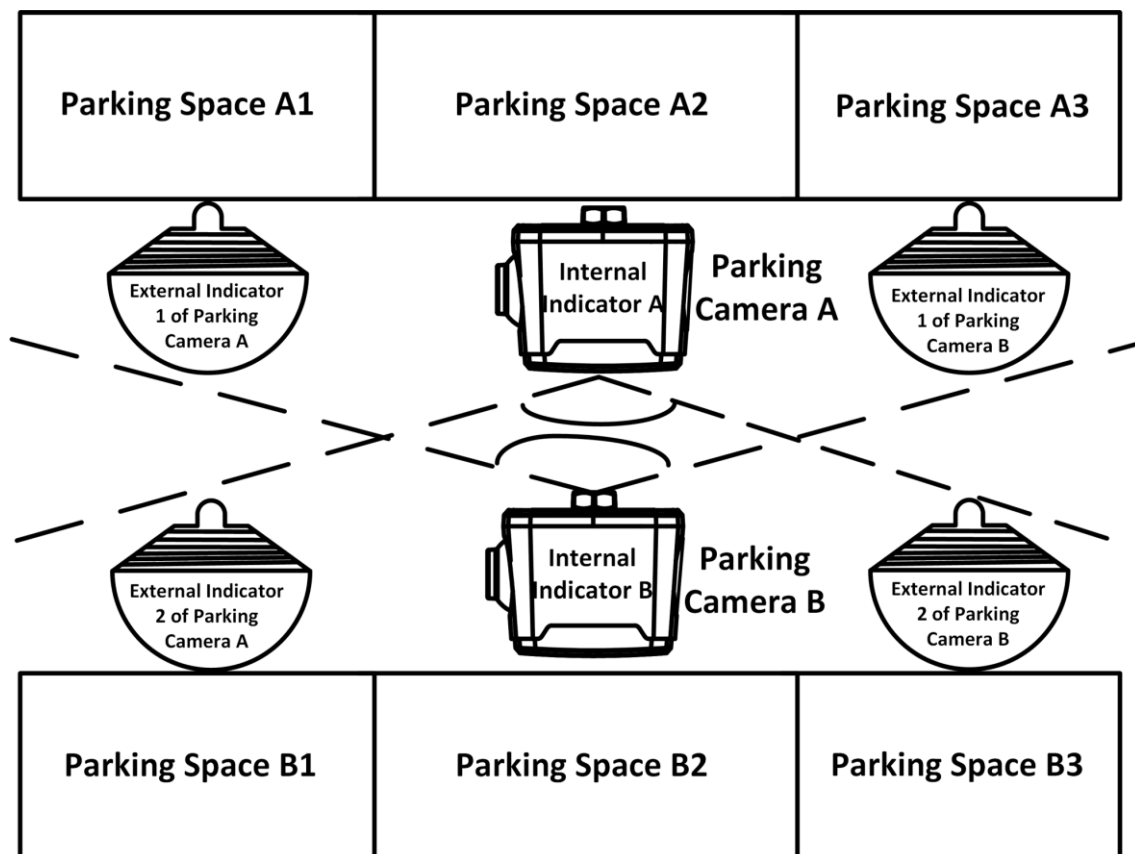 Parking Space A1
Parking Space A2
Parking Space A3
External Indicator
1 of Parking
Camera A
Internal
Indicator A
Parking
Camera A
External Indicator
1 of Parking
Camera B
External Indicator
2 of Parking
Camera A
Internal
Indicator B
Parking
Camera B
External Indicator
2 of Parking
Camera B
Parking Space B1
Parking Space B2
Parking Space B3